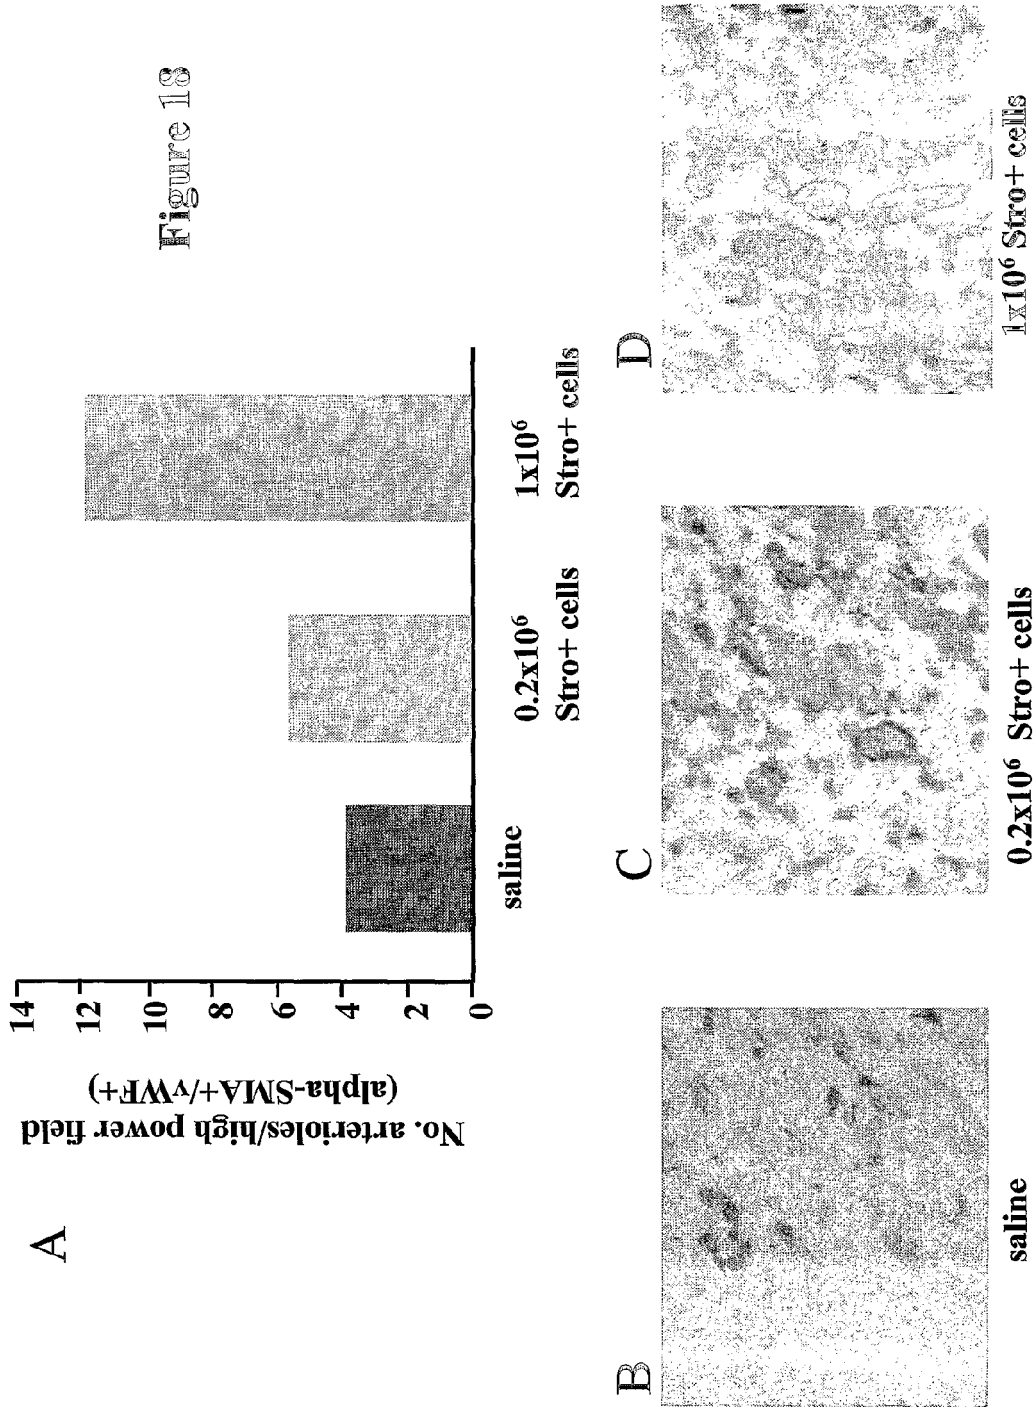 Figure 18
A
No. arterioles/high power field
(alpha-SMA+/vWF+)
14
12
10
8
6
4
2
0
saline
0.2x10⁶
Stro+ cells
1x10⁶
Stro+ cells
B
C
D
saline
0.2x10⁶ Stro+ cells
1x10⁶ Stro+ cells